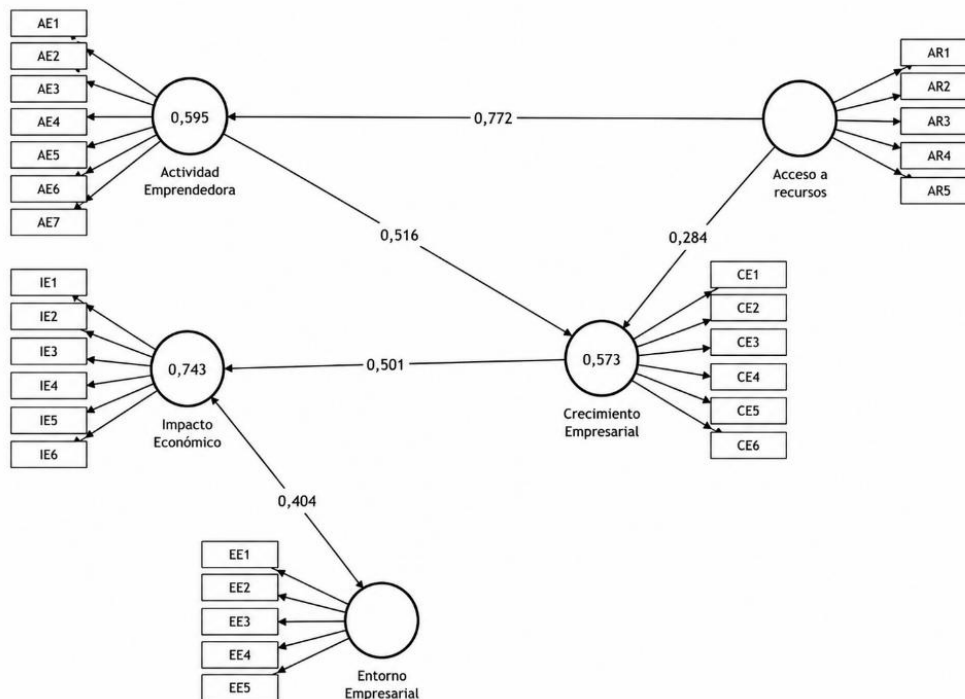 AE1
AE2
AE3
AE4
AE5
AE6
AE7
0,595
Actividad
Emprendedora
0,772
Acceso a
recursos
AR1
AR2
AR3
AR4
AR5
0,516
0,284
IE1
IE2
IE3
IE4
IE5
IE6
0,743
Impacto
Económico
0,501
0,573
Crecimiento
Empresarial
CE1
CE2
CE3
CE4
CE5
CE6
0,404
EE1
EE2
EE3
EE4
EE5
Entorno
Empresarial